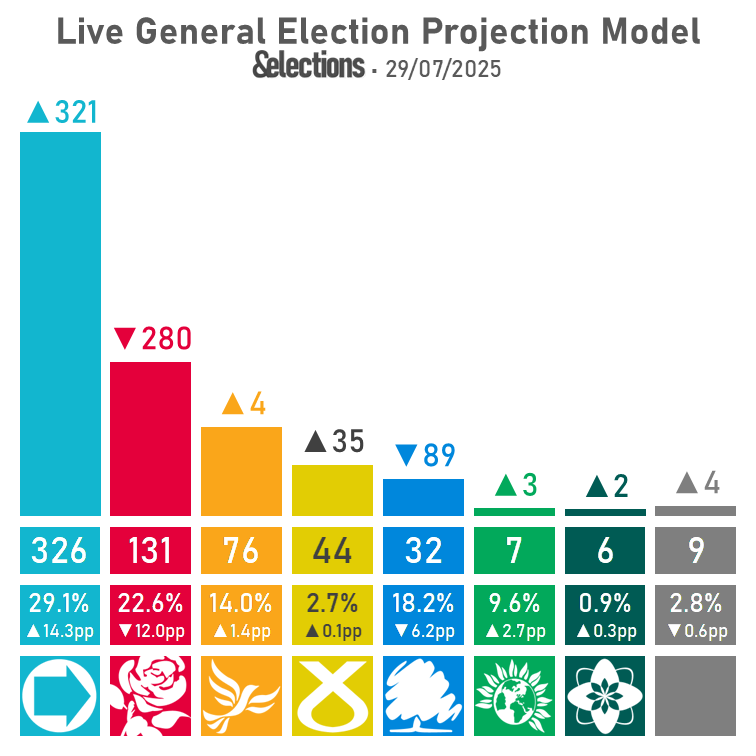 Live General Election Projection Model
&elections · 29/07/2025
▲321
▼280
▲4
▲35
▼89
▲3
▲2
▲4
326 131 76 44 32 7 6 9
29.1% 22.6% 14.0% 2.7% 18.2% 9.6% 0.9% 2.8%
▲14.3pp ▼12.0pp ▲1.4pp ▲0.1pp ▼6.2pp ▲2.7pp ▲0.3pp ▼0.6pp